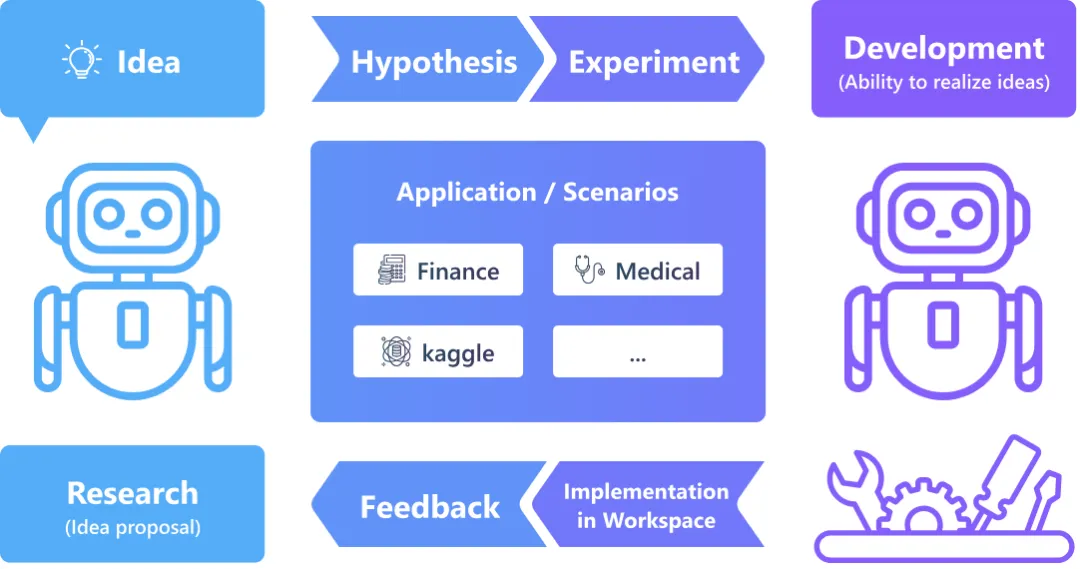 Idea
Hypothesis
Experiment
Development
(Ability to realize ideas)
Application / Scenarios
Finance
Medical
kaggle
...
Research
(Idea proposal)
Feedback
Implementation
in Workspace